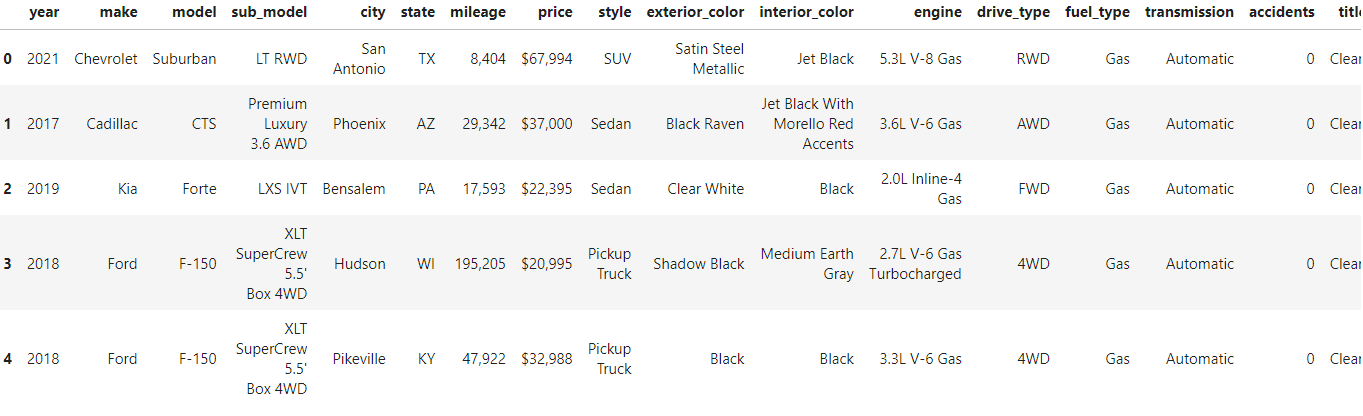 year make model sub_model city state mileage price style exterior_color interior_color engine drive_type fuel_type transmission accidents title
0 2021 Chevrolet Suburban LT RWD San Antonio TX 8,404 $67,994 SUV Satin Steel Metallic Jet Black 5.3L V-8 Gas RWD Gas Automatic 0 Clear
1 2017 Cadillac CTS Premium Luxury 3.6 AWD Phoenix AZ 29,342 $37,000 Sedan Black Raven Jet Black With Morello Red Accents 3.6L V-6 Gas AWD Gas Automatic 0 Clear
2 2019 Kia Forte LXS IVT Bensalem PA 17,593 $22,395 Sedan Clear White Black 2.0L Inline-4 Gas FWD Gas Automatic 0 Clear
3 2018 Ford F-150 XLT SuperCrew 5.5' Box 4WD Hudson WI 195,205 $20,995 Pickup Truck Shadow Black Medium Earth Gray 2.7L V-6 Gas Turbocharged 4WD Gas Automatic 0 Clear
4 2018 Ford F-150 XLT SuperCrew 5.5' Box 4WD Pikeville KY 47,922 $32,988 Pickup Truck Black Black 3.3L V-6 Gas 4WD Gas Automatic 0 Clear